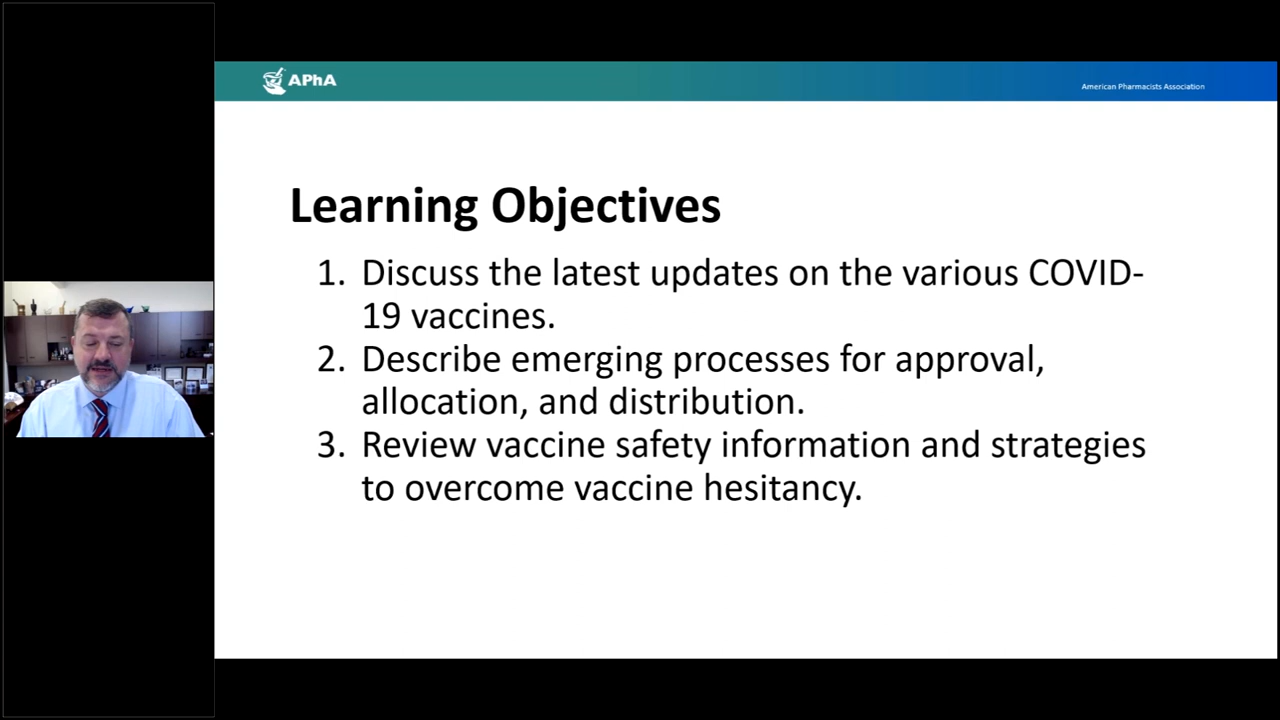 APhA
American Pharmacists Association
Learning Objectives
1. Discuss the latest updates on the various COVID-
19 vaccines.
2. Describe emerging processes for approval,
allocation, and distribution.
3. Review vaccine safety information and strategies
to overcome vaccine hesitancy.